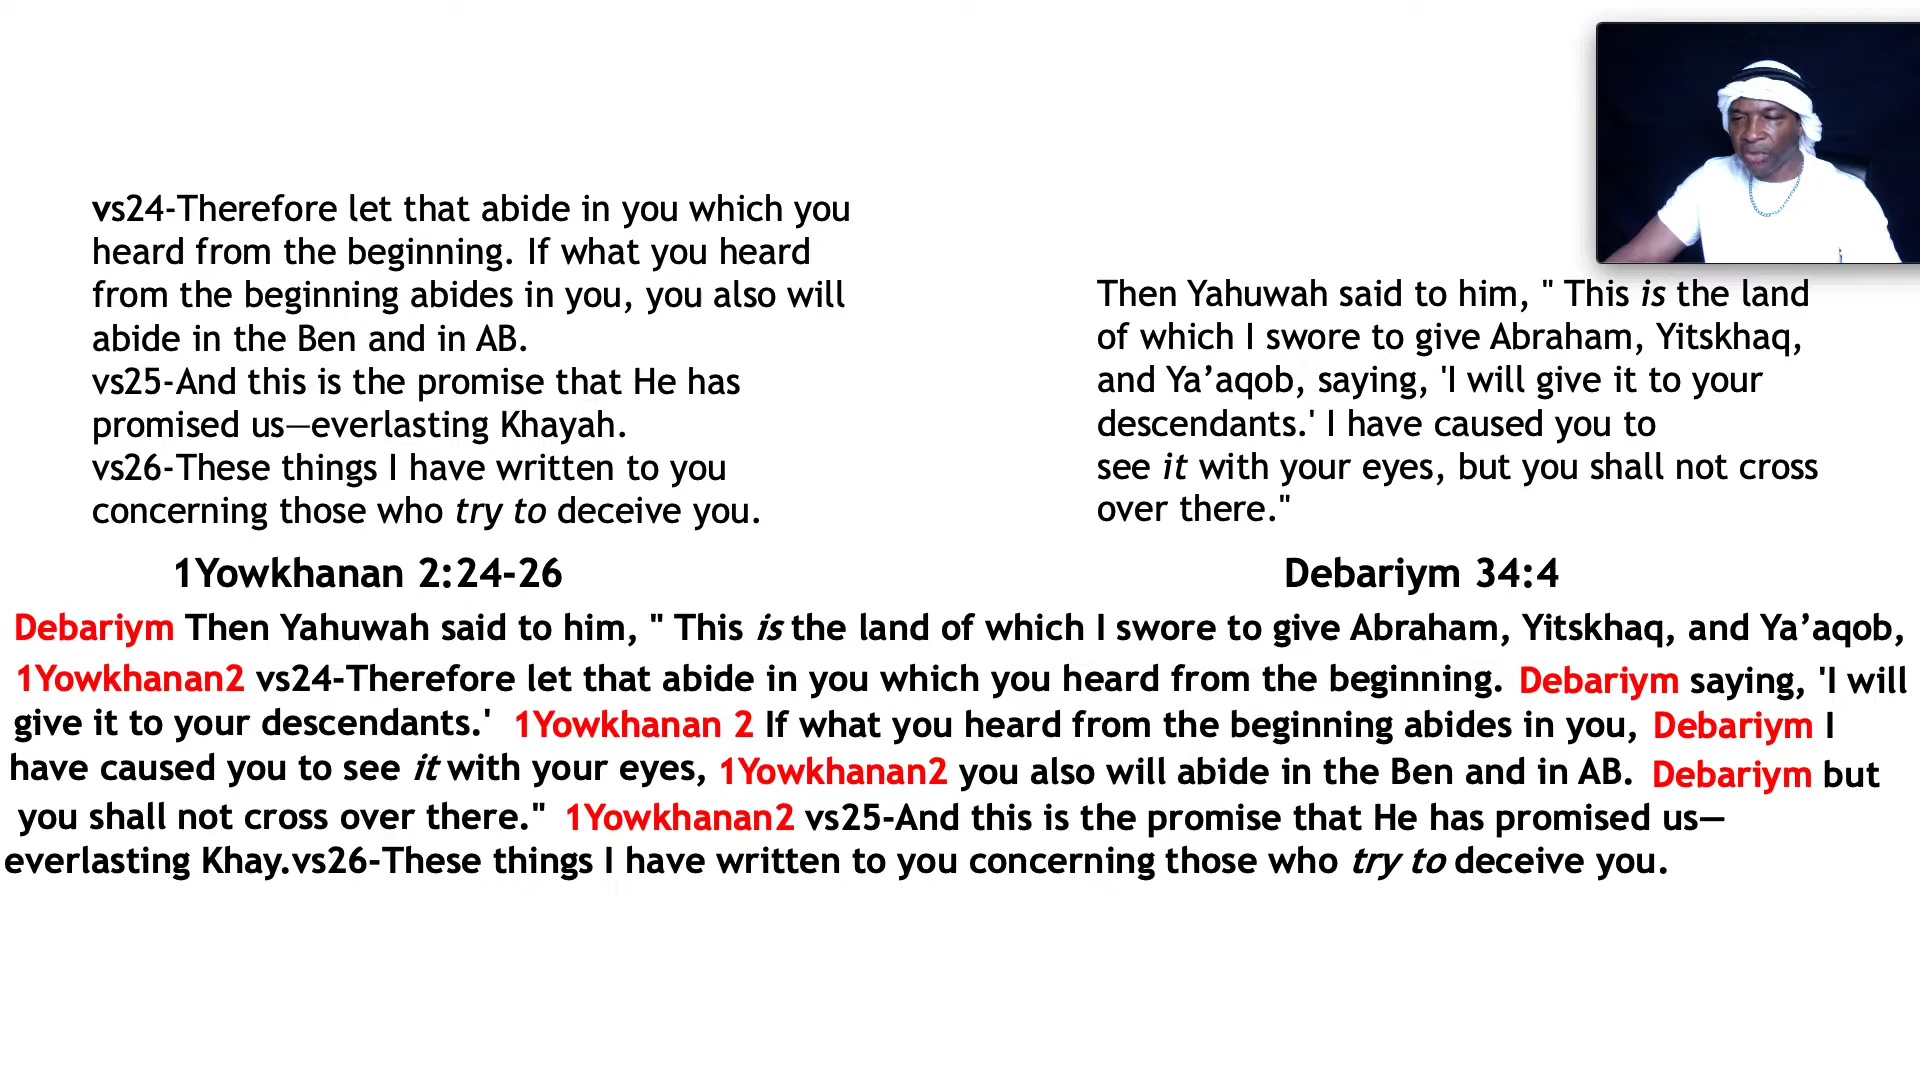 vs24-Therefore let that abide in you which you
heard from the beginning. If what you heard
from the beginning abides in you, you also will
abide in the Ben and in AB.
vs25-And this is the promise that He has
promised us—everlasting Khayah.
vs26-These things I have written to you
concerning those who try to deceive you.
1Yowkhanan 2:24-26
Then Yahuwah said to him, " This is the land
of which I swore to give Abraham, Yitskhaq,
and Ya’aqob, saying, 'I will give it to your
descendants.' I have caused you to
see it with your eyes, but you shall not cross
over there."
Debariym 34:4
Debariym Then Yahuwah said to him, " This is the land of which I swore to give Abraham, Yitskhaq, and Ya’aqob,
1Yowkhanan2 vs24-Therefore let that abide in you which you heard from the beginning. Debariym saying, 'I will
give it to your descendants.' 1Yowkhanan 2 If what you heard from the beginning abides in you, Debariym I
have caused you to see it with your eyes, 1Yowkhanan2 you also will abide in the Ben and in AB. Debariym but
you shall not cross over there." 1Yowkhanan2 vs25-And this is the promise that He has promised us—
everlasting Khay.vs26-These things I have written to you concerning those who try to deceive you.